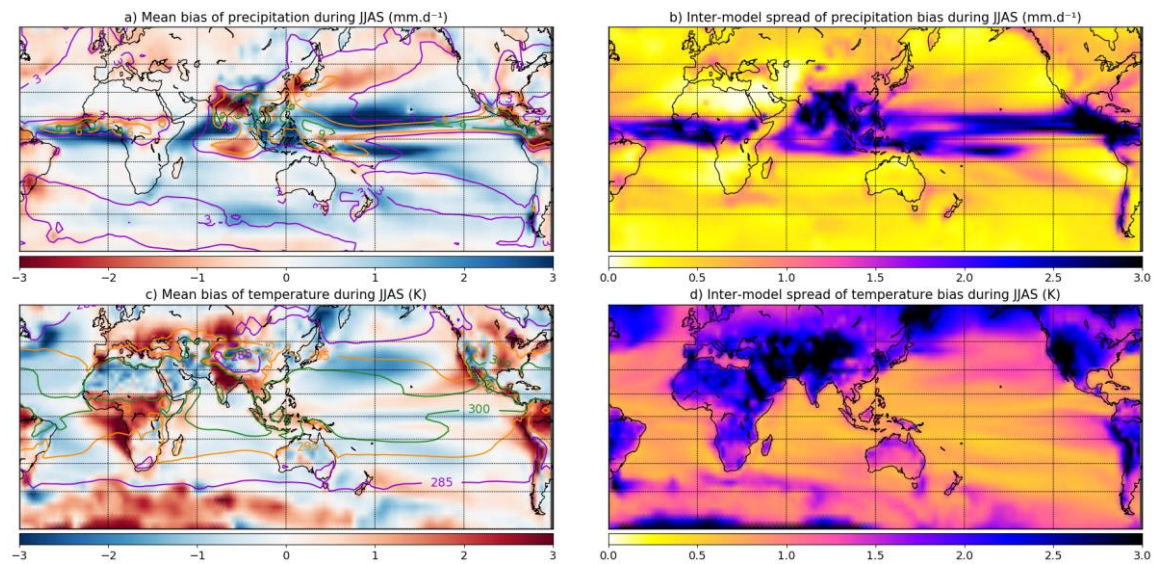 a) Mean bias of precipitation during JJAS (mm.d⁻¹)
b) Inter-model spread of precipitation bias during JJAS (mm.d⁻¹)
−3 −2 −1 0 1 2 3
0.0 0.5 1.0 1.5 2.0 2.5 3.0
c) Mean bias of temperature during JJAS (K)
d) Inter-model spread of temperature bias during JJAS (K)
300
285
−3 −2 −1 0 1 2 3
0.0 0.5 1.0 1.5 2.0 2.5 3.0